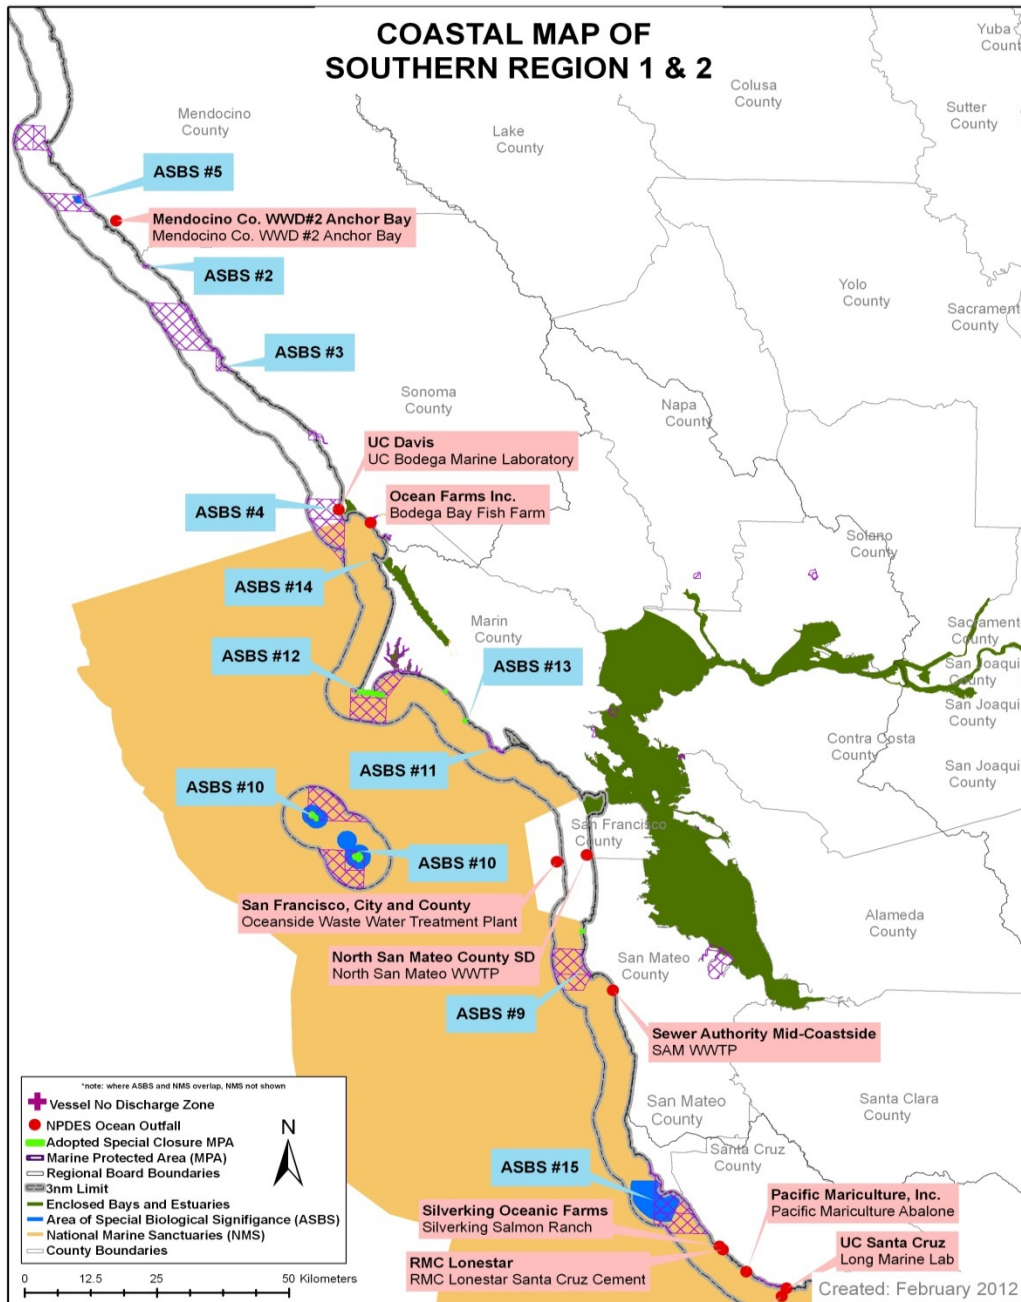 COASTAL MAP OF
SOUTHERN REGION 1 & 2
Yuba
Count
Colusa
County
Sutter
County
Mendocino
County
Lake
County
ASBS #5
Mendocino Co. WWD#2 Anchor Bay
Mendocino Co. WWD #2 Anchor Bay
ASBS #2
Yolo
County
Sacrament
County
ASBS #3
Sonoma
County
Napa
County
UC Davis
UC Bodega Marine Laboratory
Ocean Farms Inc.
Bodega Bay Fish Farm
ASBS #4
Solano
County
ASBS #14
Marin
County
Sacramento
County
ASBS #12
ASBS #13
San Joaqui
County
San Joaqui
County
Contra Costa
County
ASBS #11
San Joaqui
County
ASBS #10
San Francisco
County
ASBS #10
San Francisco, City and County
Oceanside Waste Water Treatment Plant
Alameda
County
North San Mateo County SD
North San Mateo WWTP
San Mateo
County
ASBS #9
Sewer Authority Mid-Coastside
SAM WWTP
San Mateo
County
Santa Clara
County
Santa Cruz
County
ASBS #15
Pacific Mariculture, Inc.
Pacific Mariculture Abalone
Silverking Oceanic Farms
Silverking Salmon Ranch
UC Santa Cruz
Long Marine Lab
RMC Lonestar
RMC Lonestar Santa Cruz Cement
*note: where ASBS and NMS overlap, NMS not shown
Vessel No Discharge Zone
NPDES Ocean Outfall
Adopted Special Closure MPA
Marine Protected Area (MPA)
Regional Board Boundaries
3nm Limit
Enclosed Bays and Estuaries
Area of Special Biological Signifigance (ASBS)
National Marine Sanctuaries (NMS)
County Boundaries
N
0 12.5 25 50 Kilometers
Created: February 2012